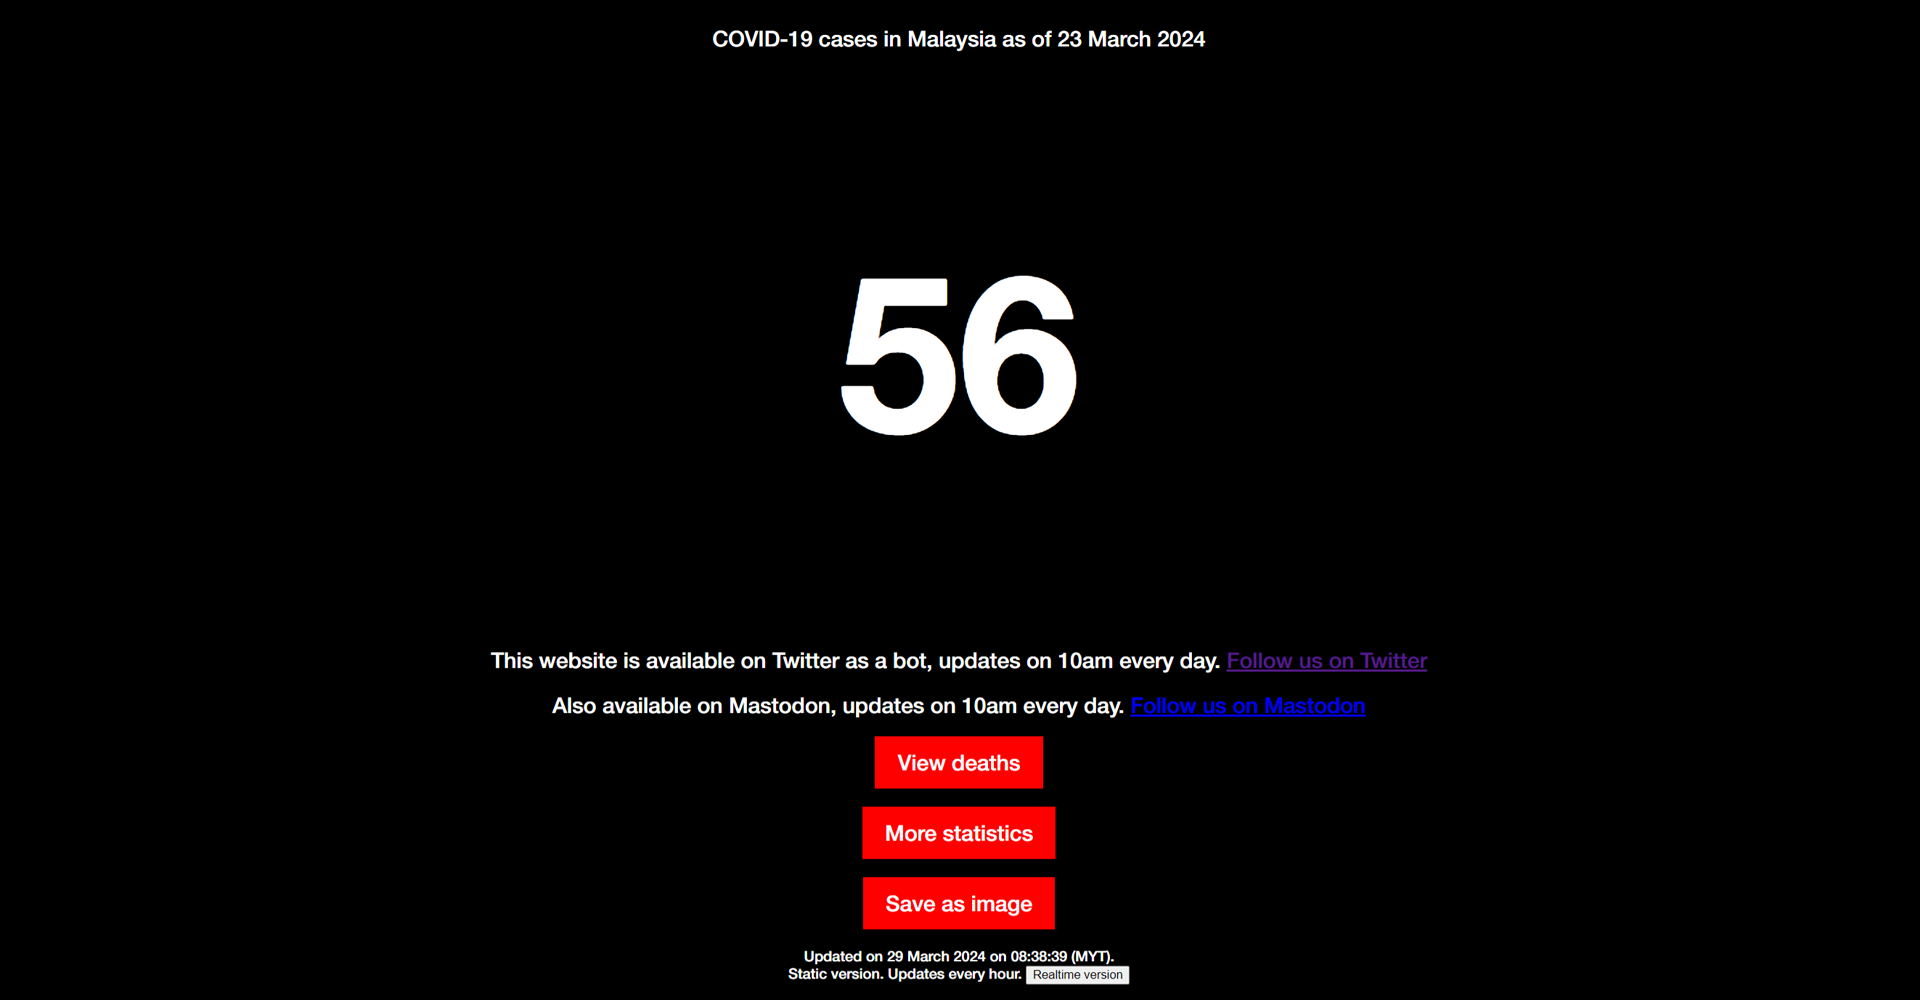 COVID-19 cases in Malaysia as of 23 March 2024
56
This website is available on Twitter as a bot, updates on 10am every day. Follow us on Twitter
Also available on Mastodon, updates on 10am every day. Follow us on Mastodon
View deaths
More statistics
Save as image
Updated on 29 March 2024 on 08:38:39 (MYT).
Static version. Updates every hour. Realtime version